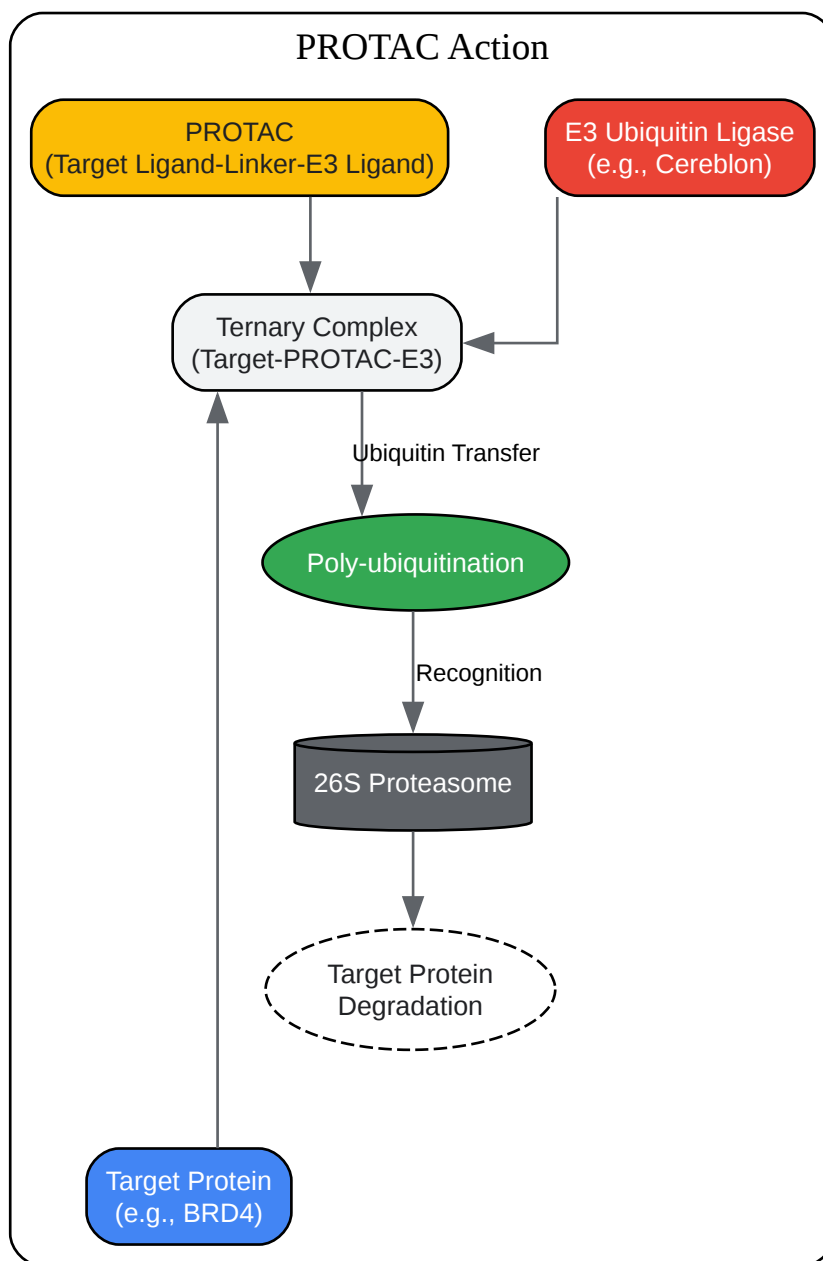 PROTAC Action
PROTAC
(Target Ligand-Linker-E3 Ligand)
E3 Ubiquitin Ligase
(e.g., Cereblon)
Ternary Complex
(Target-PROTAC-E3)
Ubiquitin Transfer
Poly-ubiquitination
Recognition
26S Proteasome
Target Protein
Degradation
Target Protein
(e.g., BRD4)